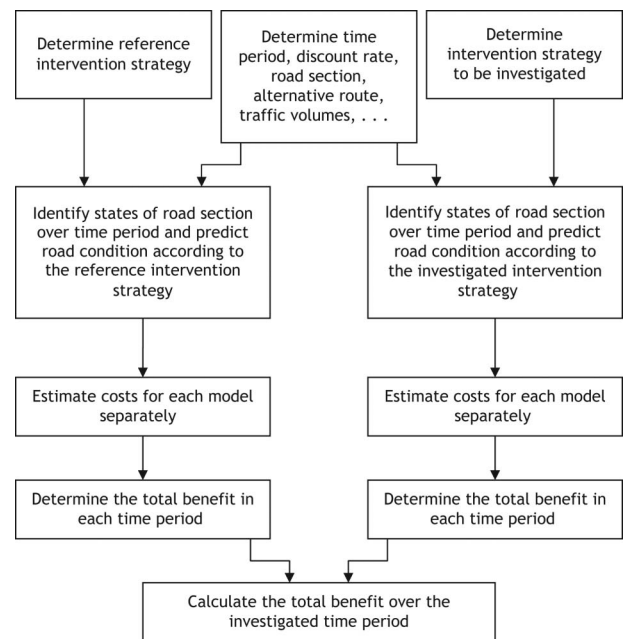 Determine reference
intervention strategy
Determine time
period, discount rate,
road section,
alternative route,
traffic volumes, . . .
Determine
intervention strategy
to be investigated
Identify states of road section
over time period and predict
road condition according to
the reference intervention
strategy
Identify states of road section
over time period and predict
road condition according to
the investigated intervention
strategy
Estimate costs for each model
separately
Estimate costs for each model
separately
Determine the total benefit in
each time period
Determine the total benefit in
each time period
Calculate the total benefit over the
investigated time period